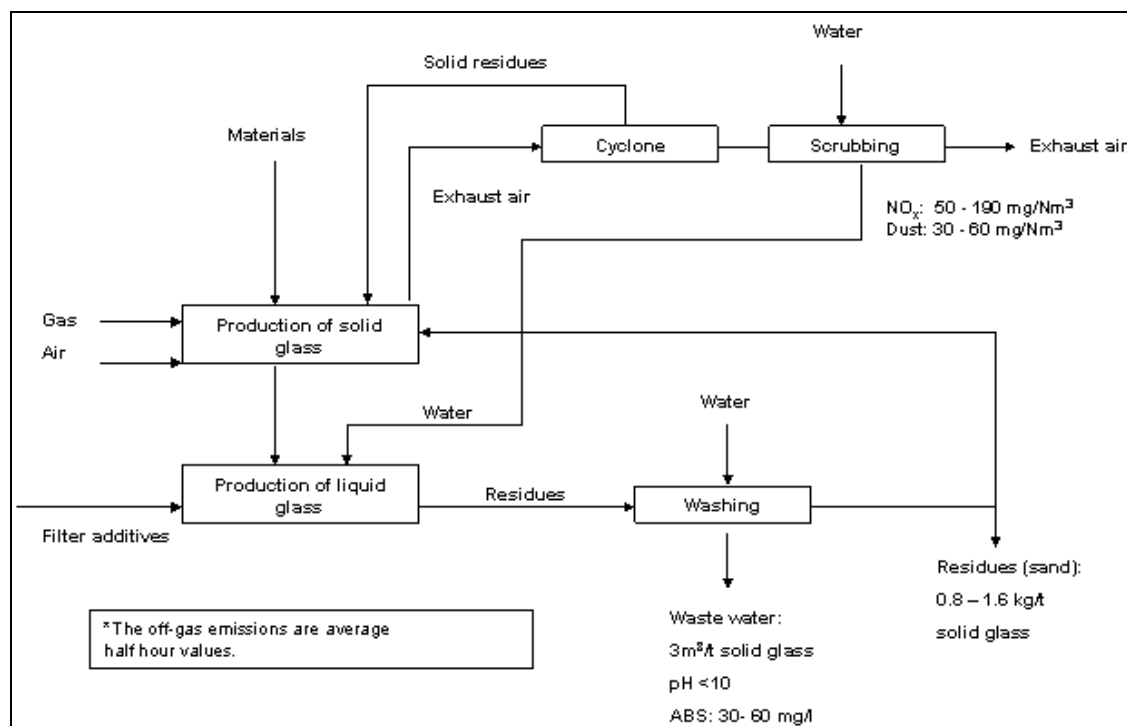 Water
Solid residues
Materials
Cyclone
Scrubbing
Exhaust air
Exhaust air
NOx: 50 - 190 mg/Nm³
Dust: 30 - 60 mg/Nm³
Gas
Production of solid
glass
Air
Water
Water
Production of liquid
glass
Residues
Washing
Filter additives
Residues (sand):
0.8 – 1.6 kg/t
solid glass
*The off-gas emissions are average
half hour values.
Waste water:
3m³/t solid glass
pH <10
ABS: 30- 60 mg/l